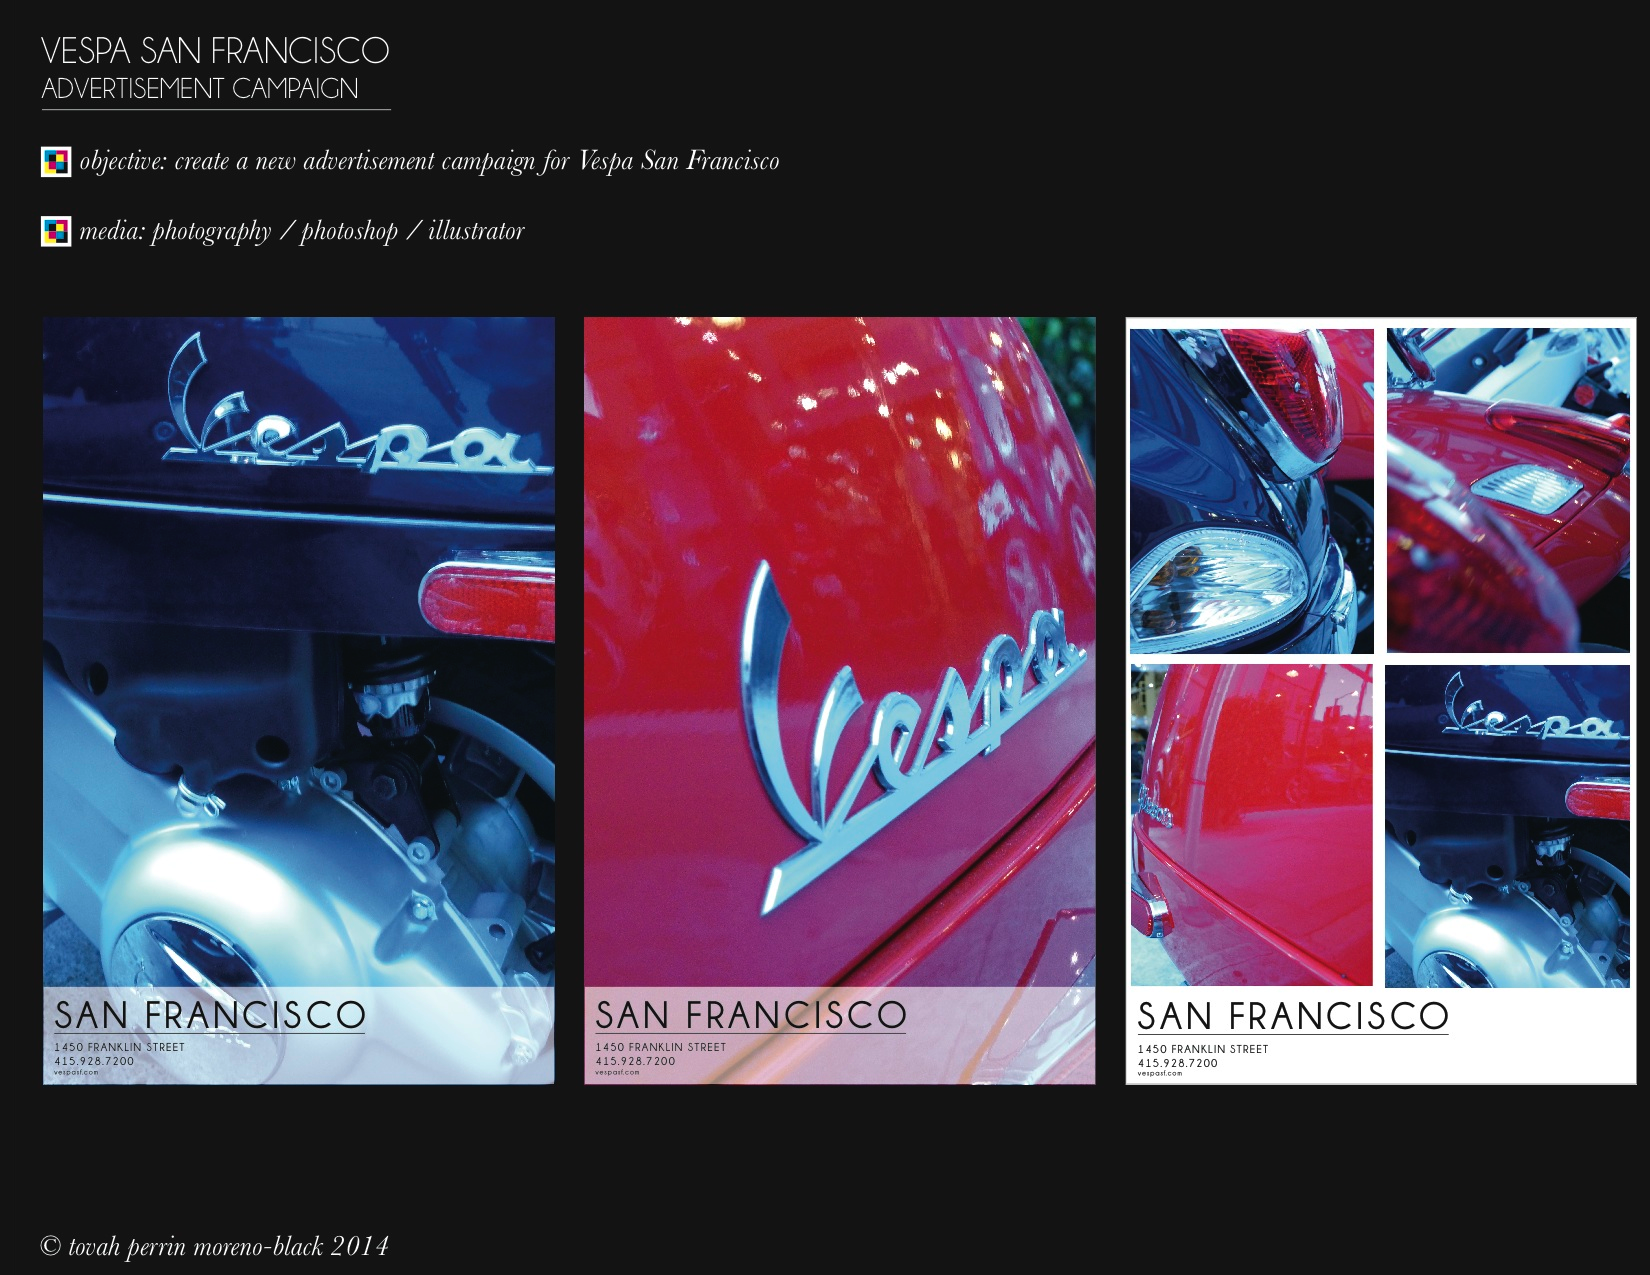 VESPA SAN FRANCISCO
ADVERTISEMENT CAMPAIGN
objective: create a new advertisement campaign for Vespa San Francisco
media: photography / photoshop / illustrator
Vespa
SAN FRANCISCO
1450 FRANKLIN STREET
415.928.7200
vespasf.com
Vespa
SAN FRANCISCO
1450 FRANKLIN STREET
415.928.7200
vespasf.com
Vespa
SAN FRANCISCO
1450 FRANKLIN STREET
415.928.7200
vespasf.com
© tovah perrin moreno-black 2014